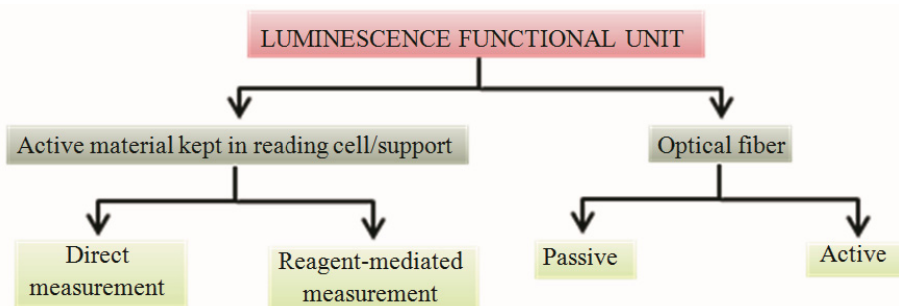 LUMINESCENCE FUNCTIONAL UNIT
Active material kept in reading cell/support
Optical fiber
Direct
measurement
Reagent-mediated
measurement
Passive
Active